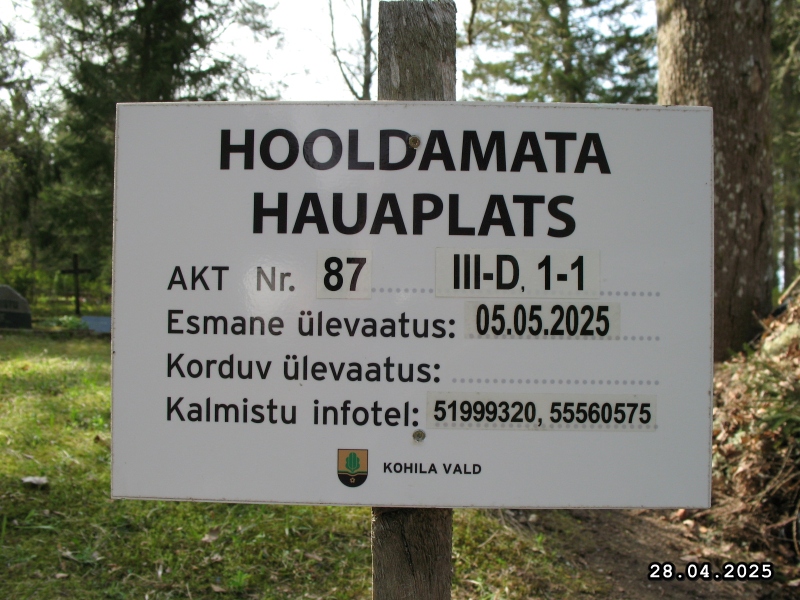 HOOLDAMATA
HAUAPLATS
AKT Nr. 87 III-D, 1-1
Esmane ülevaatus: 05.05.2025
Korduv ülevaatus:
Kalmistu infotel: 51999320, 55560575
KOHILA VALD
28.04.2025